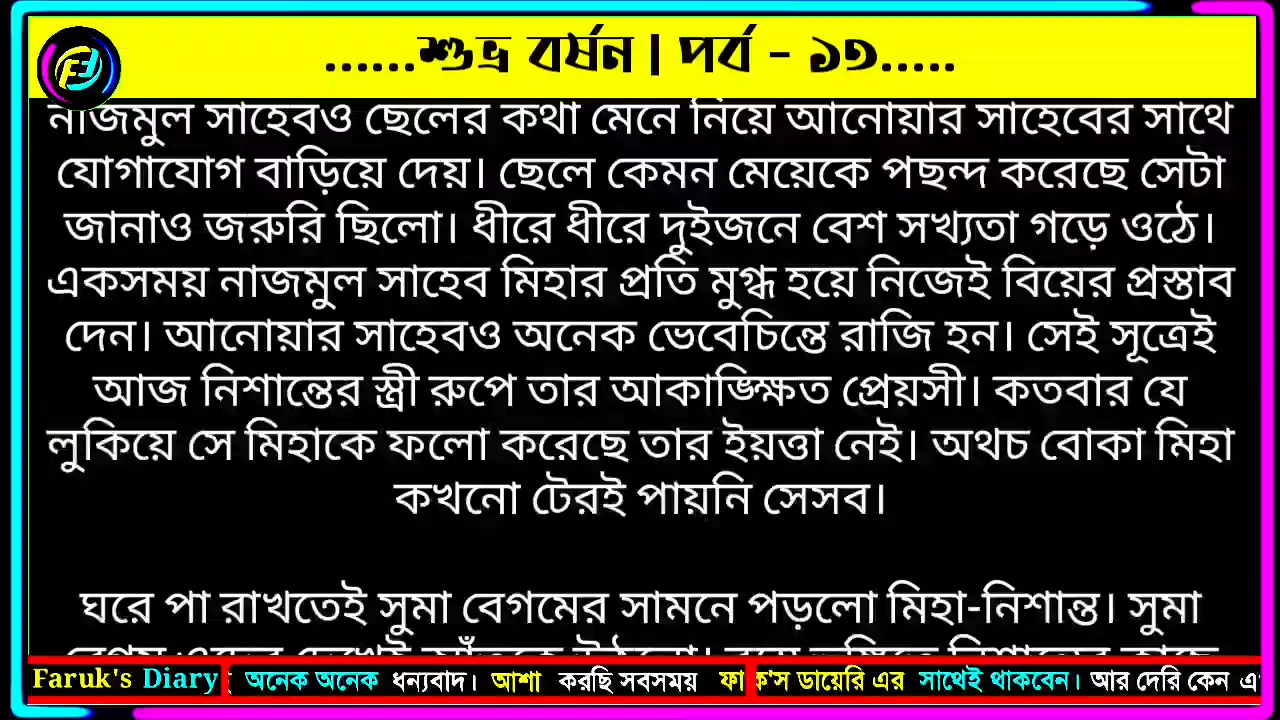 ......শুভ্র বর্ষন | পর্ব - ১৩.....
নাজমুল সাহেবও ছেলের কথা মেনে নিয়ে আনোয়ার সাহেবের সাথে
যোগাযোগ বাড়িয়ে দেয়। ছেলে কেমন মেয়েকে পছন্দ করেছে সেটা
জানাও জরুরি ছিলো। ধীরে ধীরে দুইজনে বেশ সখ্যতা গড়ে ওঠে।
একসময় নাজমুল সাহেব মিহার প্রতি মুগ্ধ হয়ে নিজেই বিয়ের প্রস্তাব
দেন। আনোয়ার সাহেবও অনেক ভেবেচিন্তে রাজি হন। সেই সূত্রেই
আজ নিশান্তের স্ত্রী রুপে তার আকাঙ্ক্ষিত প্রেয়সী। কতবার যে
লুকিয়ে সে মিহাকে ফলো করেছে তার ইয়ত্তা নেই। অথচ বোকা মিহা
কখনো টেরই পায়নি সেসব।
ঘরে পা রাখতেই সুমা বেগমের সামনে পড়লো মিহা-নিশান্ত। সুমা
Faruk's Diary অনেক অনেক ধন্যবাদ। আশা করছি সবসময় ফা ক'স ডায়েরি এর সাথেই থাকবেন। আর দেরি কেন